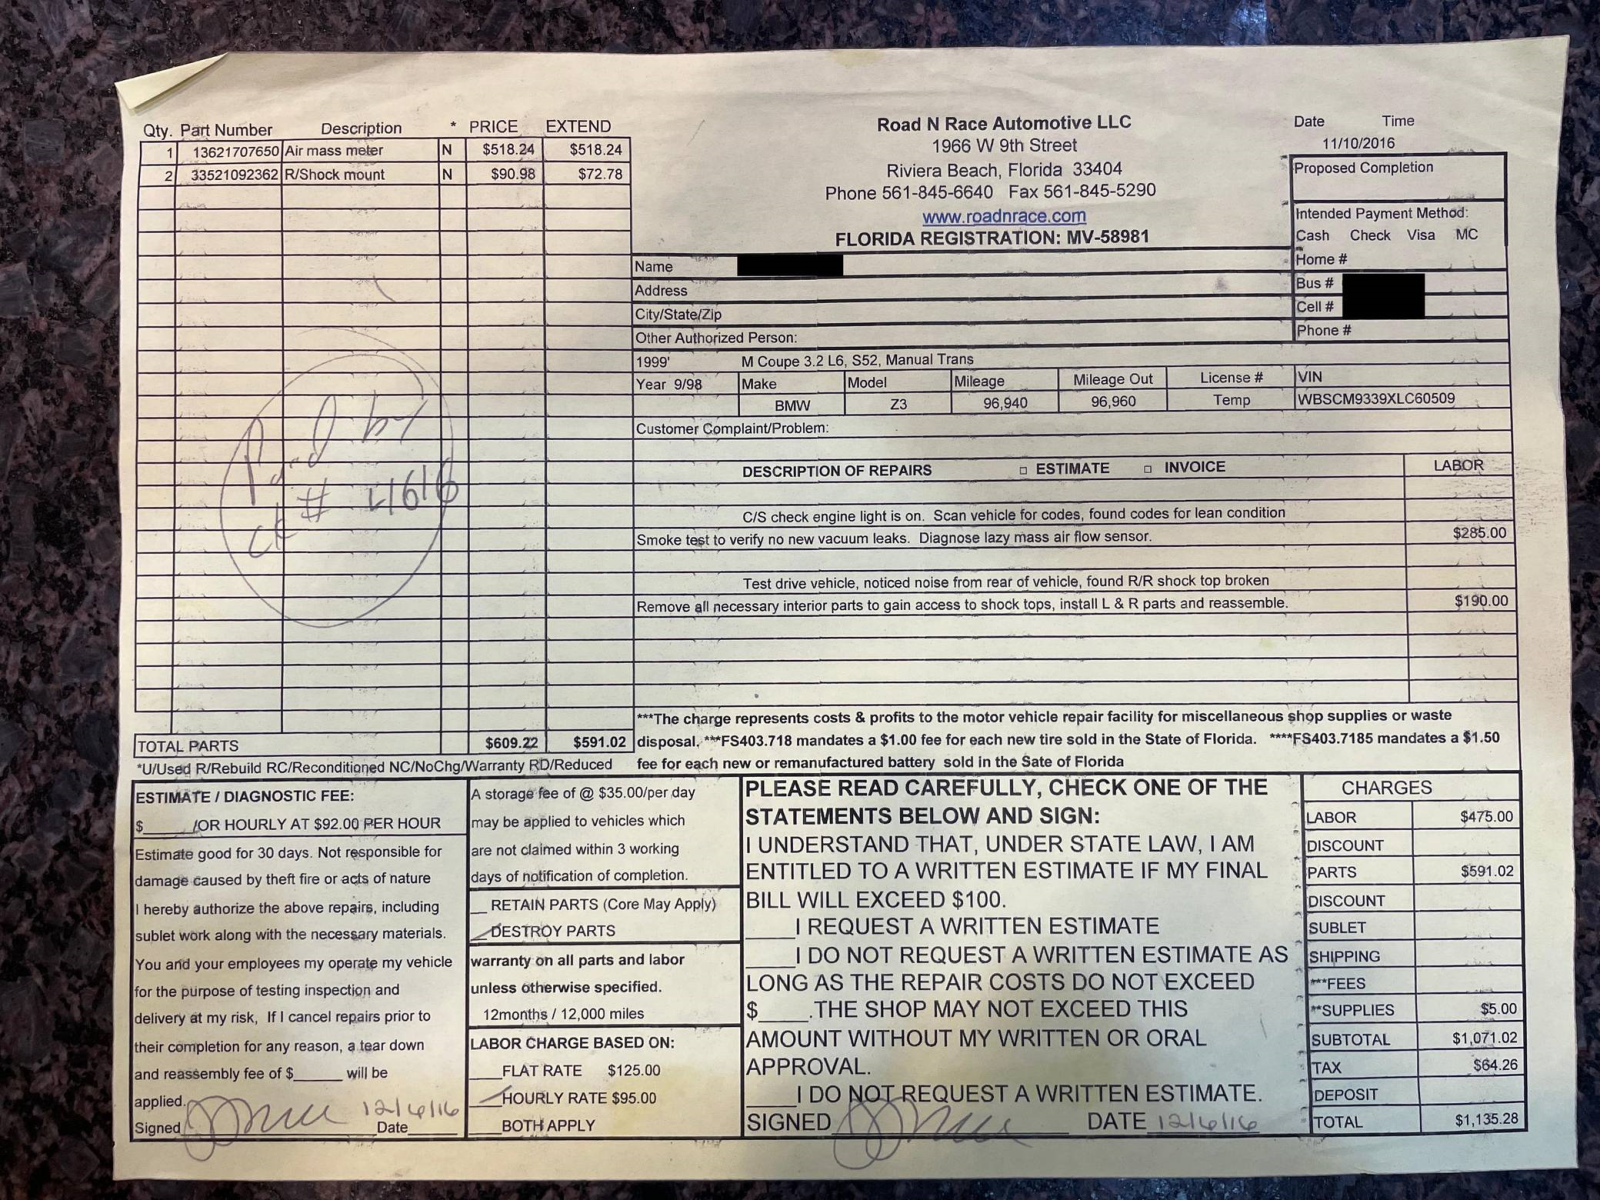 Qty. Part Number Description * PRICE EXTEND
1 13621707650 Air mass meter N $518.24 $518.24
2 33521092362 R/Shock mount N $90.98 $72.78
Road N Race Automotive LLC
1966 W 9th Street
Riviera Beach, Florida 33404
Phone 561-845-6640 Fax 561-845-5290
www.roadnrace.com
FLORIDA REGISTRATION: MV-58981
Date Time
11/10/2016
Proposed Completion
Intended Payment Method:
Cash Check Visa MC
Name
Address
City/State/Zip
Other Authorized Person:
Home #
Bus #
Cell #
Phone #
1999' M Coupe 3.2 L6, S52, Manual Trans
Year 9/98 Make Model Mileage Mileage Out License # VIN
BMW Z3 96,940 96,960 Temp WBSCM9339XLC60509
Customer Complaint/Problem:
DESCRIPTION OF REPAIRS □ ESTIMATE □ INVOICE LABOR
C/S check engine light is on. Scan vehicle for codes, found codes for lean condition
Smoke test to verify no new vacuum leaks. Diagnose lazy mass air flow sensor. $285.00
Test drive vehicle, noticed noise from rear of vehicle, found R/R shock top broken
Remove all necessary interior parts to gain access to shock tops, install L & R parts and reassemble. $190.00
Paid by
ck # 41616
TOTAL PARTS $609.22 $591.02
*U/Used R/Rebuild RC/Reconditioned NC/NoChg/Warranty RD/Reduced
***The charge represents costs & profits to the motor vehicle repair facility for miscellaneous shop supplies or waste
disposal, ***FS403.718 mandates a $1.00 fee for each new tire sold in the State of Florida. ****FS403.7185 mandates a $1.50
fee for each new or remanufactured battery sold in the Sate of Florida
ESTIMATE / DIAGNOSTIC FEE:
$_____ /OR HOURLY AT $92.00 PER HOUR
Estimate good for 30 days. Not responsible for
damage caused by theft fire or acts of nature
I hereby authorize the above repairs, including
sublet work along with the necessary materials.
You and your employees my operate my vehicle
for the purpose of testing inspection and
delivery at my risk, If I cancel repairs prior to
their completion for any reason, a tear down
and reassembly fee of $______ will be
applied.
Signed Date 12/6/16
A storage fee of @ $35.00/per day
may be applied to vehicles which
are not claimed within 3 working
days of notification of completion.
__ RETAIN PARTS (Core May Apply)
__ DESTROY PARTS
warranty on all parts and labor
unless otherwise specified.
12months / 12,000 miles
LABOR CHARGE BASED ON:
____FLAT RATE $125.00
____HOURLY RATE $95.00
____BOTH APPLY
PLEASE READ CAREFULLY, CHECK ONE OF THE
STATEMENTS BELOW AND SIGN:
I UNDERSTAND THAT, UNDER STATE LAW, I AM
ENTITLED TO A WRITTEN ESTIMATE IF MY FINAL
BILL WILL EXCEED $100.
____I REQUEST A WRITTEN ESTIMATE
____I DO NOT REQUEST A WRITTEN ESTIMATE AS
LONG AS THE REPAIR COSTS DO NOT EXCEED
$____.THE SHOP MAY NOT EXCEED THIS
AMOUNT WITHOUT MY WRITTEN OR ORAL
APPROVAL.
____I DO NOT REQUEST A WRITTEN ESTIMATE.
SIGNED DATE 12/6/16
CHARGES
LABOR $475.00
DISCOUNT
PARTS $591.02
DISCOUNT
SUBLET
SHIPPING
***FEES
**SUPPLIES $5.00
SUBTOTAL $1,071.02
TAX $64.26
DEPOSIT
TOTAL $1,135.28